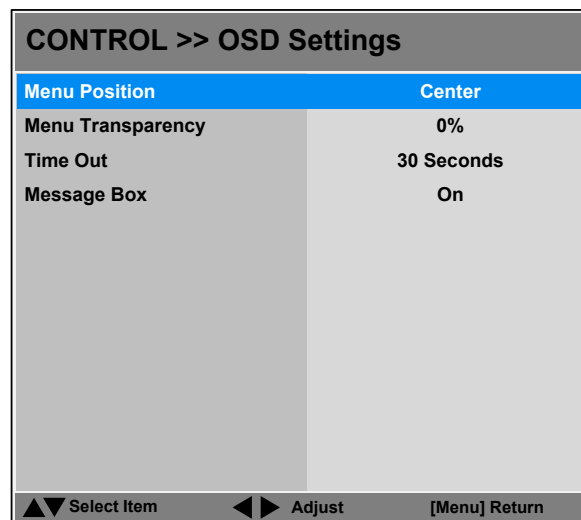 CONTROL >> OSD Settings
Menu Position Center
Menu Transparency 0%
Time Out 30 Seconds
Message Box On
Select Item Adjust [Menu] Return